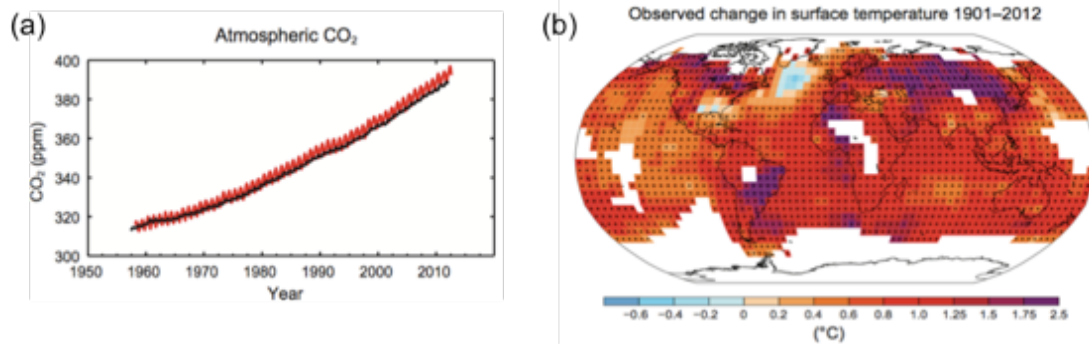 (a)
Atmospheric CO₂
400
380
360
340
320
300
CO₂ (ppm)
1950 1960 1970 1980 1990 2000 2010
Year
(b)
Observed change in surface temperature 1901–2012
−0.6 −0.4 −0.2 0 0.2 0.4 0.6 0.8 1.0 1.25 1.5 1.75 2.5
(°C)